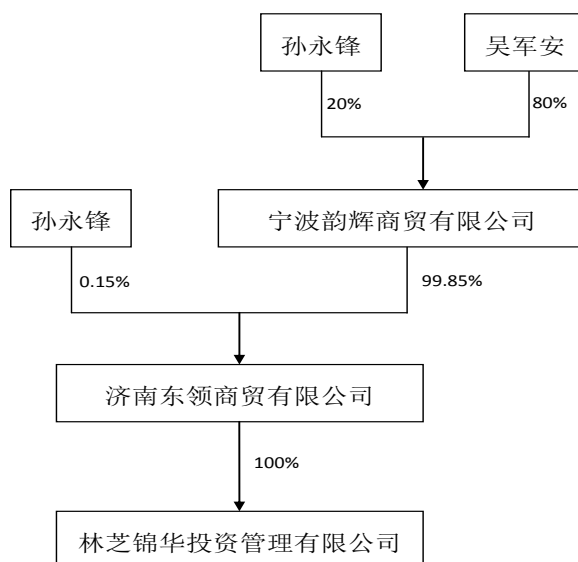 孙永锋
吴军安
20%
80%
孙永锋
宁波韵辉商贸有限公司
0.15%
99.85%
济南东领商贸有限公司
100%
林芝锦华投资管理有限公司